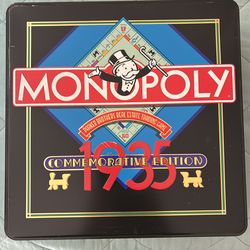 MONOPOLY
PARKER BROTHERS REAL ESTATE TRADING GAME
1935
COMMEMORATIVE EDITION